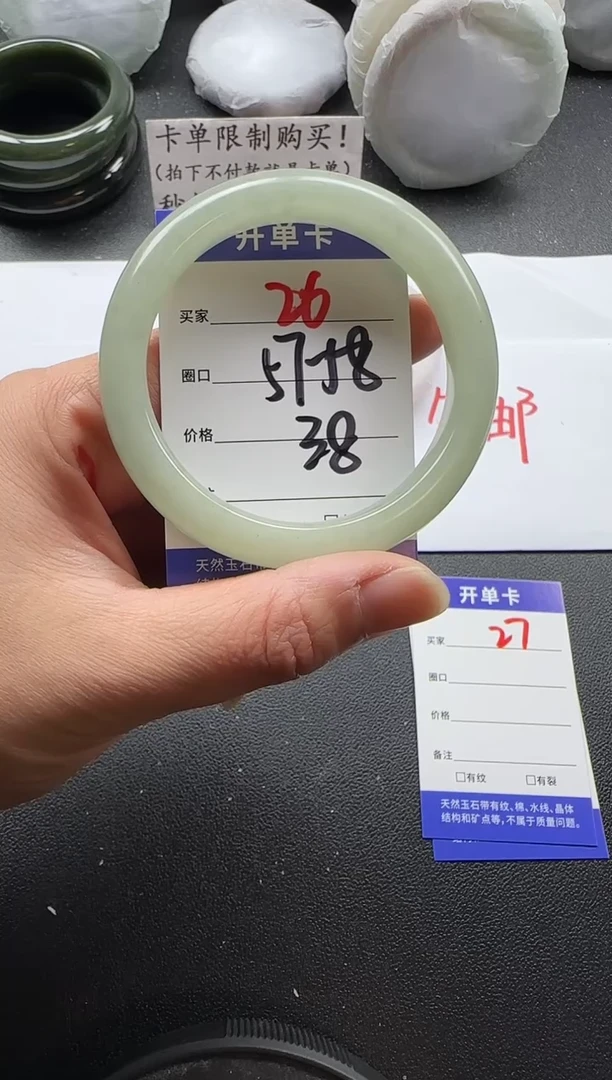 卡单限制购买！
(拍下不付款就是卡单)
开单卡
买家 26
圈口 5758
价格 38
天然玉石带
邮
开单卡
买家 27
圈口
价格
备注
□有纹 □有裂
天然玉石带有纹、棉、水线、晶体
结构和矿点等，不属于质量问题。